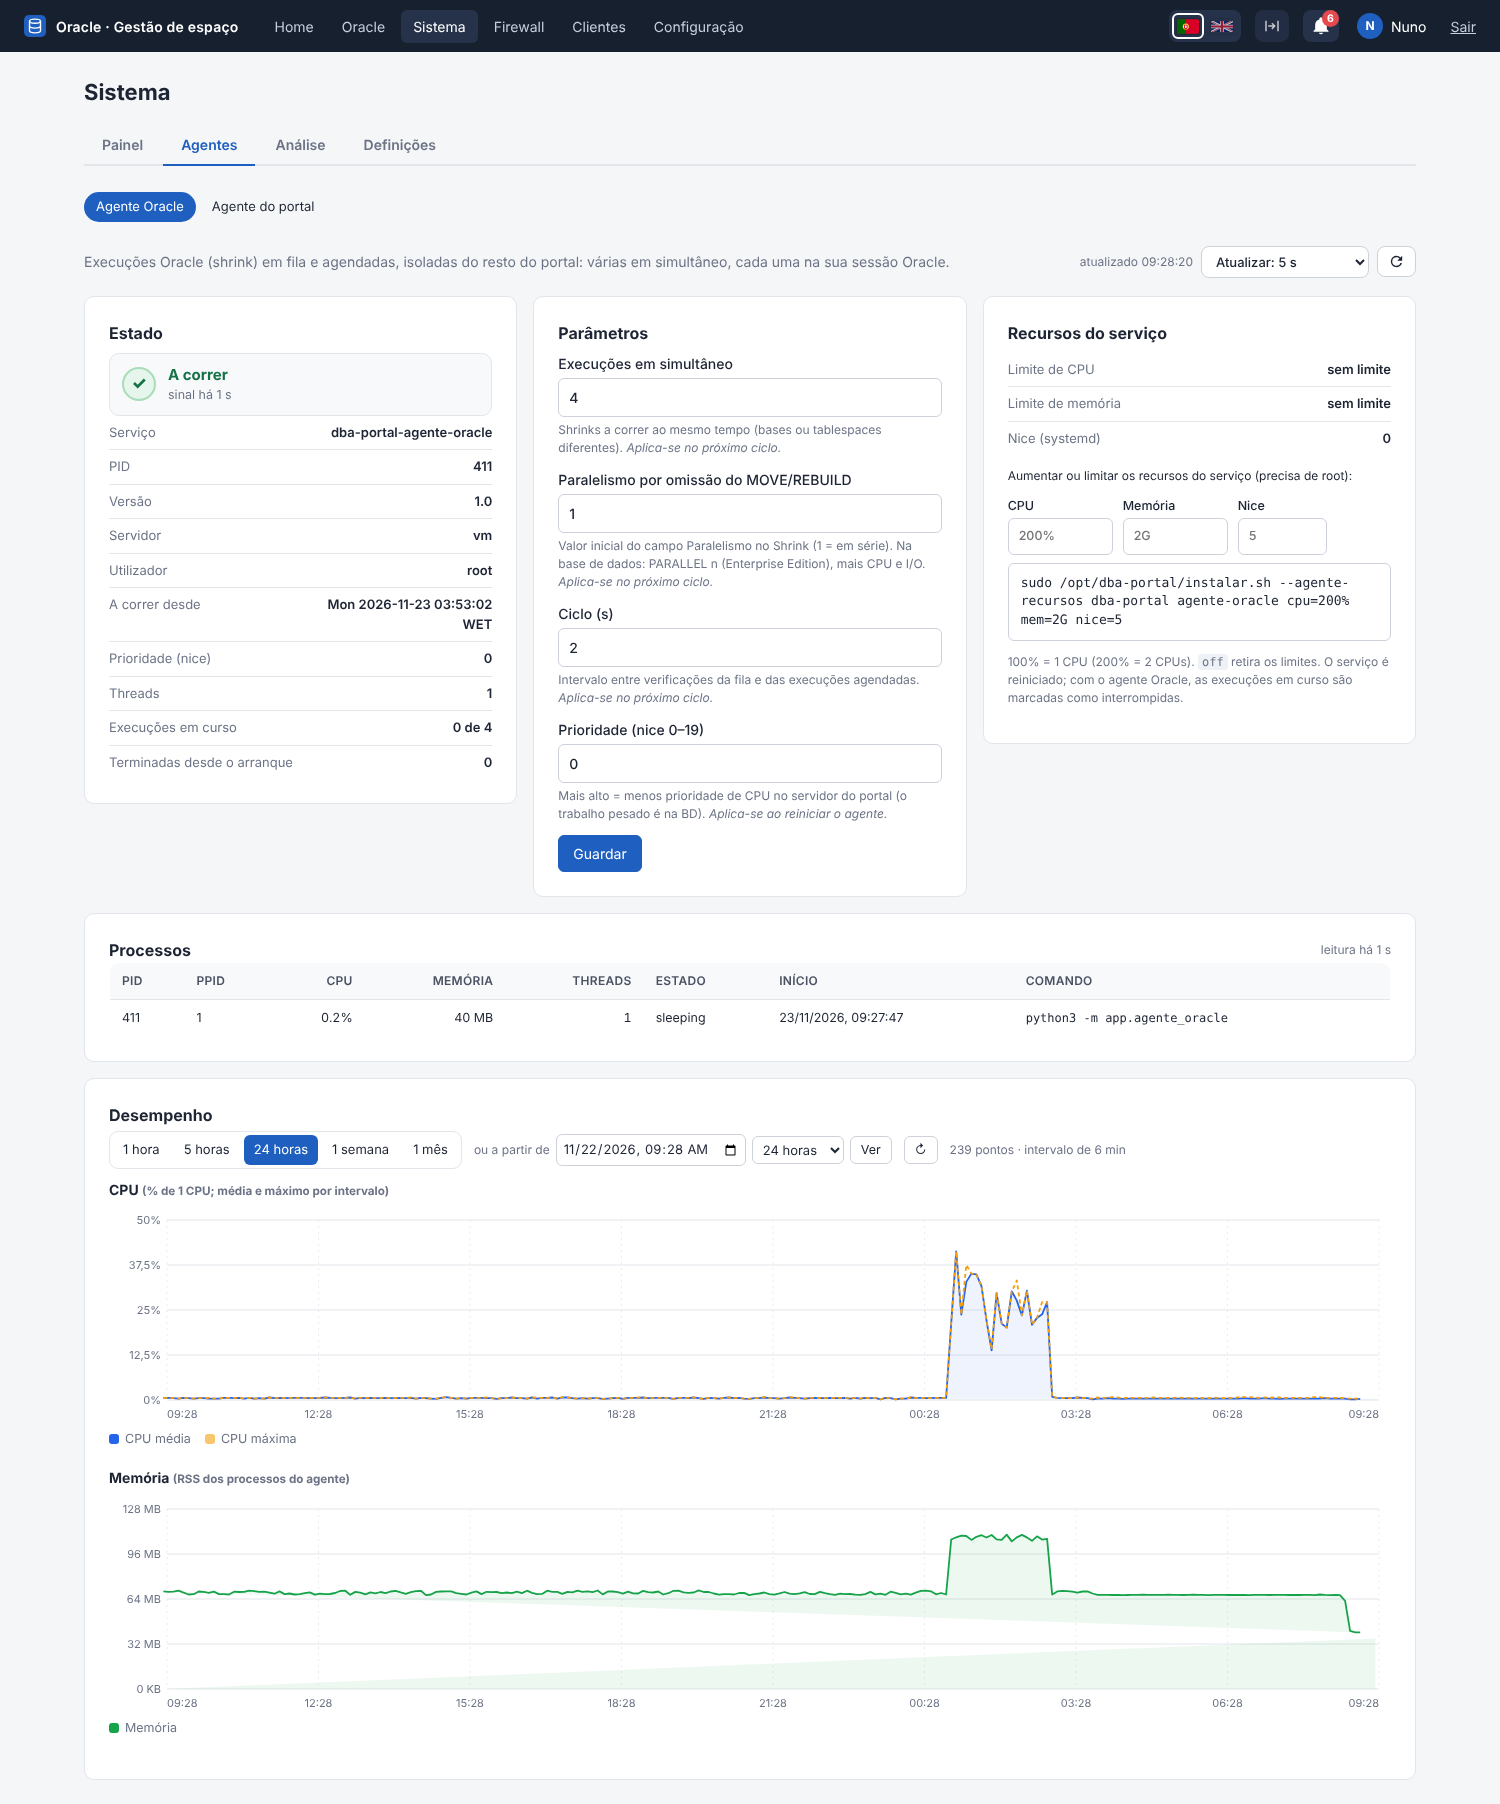 Oracle · Gestão de espaço
Home
Oracle
Sistema
Firewall
Clientes
Configuração
6
N
Nuno
Sair
Sistema
Painel
Agentes
Análise
Definições
Agente Oracle
Agente do portal
Execuções Oracle (shrink) em fila e agendadas, isoladas do resto do portal: várias em simultâneo, cada uma na sua sessão Oracle.
atualizado 09:28:20
Atualizar: 5 s
Estado
A correr
sinal há 1 s
Serviço dba-portal-agente-oracle
PID 411
Versão 1.0
Servidor vm
Utilizador root
A correr desde Mon 2026-11-23 03:53:02
WET
Prioridade (nice) 0
Threads 1
Execuções em curso 0 de 4
Terminadas desde o arranque 0
Parâmetros
Execuções em simultâneo
4
Shrinks a correr ao mesmo tempo (bases ou tablespaces
diferentes). Aplica-se no próximo ciclo.
Paralelismo por omissão do MOVE/REBUILD
1
Valor inicial do campo Paralelismo no Shrink (1 = em série). Na
base de dados: PARALLEL n (Enterprise Edition), mais CPU e I/O.
Aplica-se no próximo ciclo.
Ciclo (s)
2
Intervalo entre verificações da fila e das execuções agendadas.
Aplica-se no próximo ciclo.
Prioridade (nice 0–19)
0
Mais alto = menos prioridade de CPU no servidor do portal (o
trabalho pesado é na BD). Aplica-se ao reiniciar o agente.
Guardar
Recursos do serviço
Limite de CPU sem limite
Limite de memória sem limite
Nice (systemd) 0
Aumentar ou limitar os recursos do serviço (precisa de root):
CPU Memória Nice
200% 2G 5
sudo /opt/dba-portal/instalar.sh --agente-
recursos dba-portal agente-oracle cpu=200%
mem=2G nice=5
100% = 1 CPU (200% = 2 CPUs). off retira os limites. O serviço é
reiniciado; com o agente Oracle, as execuções em curso são
marcadas como interrompidas.
Processos
leitura há 1 s
PID PPID CPU MEMÓRIA THREADS ESTADO INÍCIO COMANDO
411 1 0.2% 40 MB 1 sleeping 23/11/2026, 09:27:47 python3 -m app.agente_oracle
Desempenho
1 hora 5 horas 24 horas 1 semana 1 mês ou a partir de 11/22/2026, 09:28 AM 24 horas Ver 239 pontos · intervalo de 6 min
CPU (% de 1 CPU; média e máximo por intervalo)
50%
37,5%
25%
12,5%
0%
09:28 12:28 15:28 18:28 21:28 00:28 03:28 06:28 09:28
CPU média CPU máxima
Memória (RSS dos processos do agente)
128 MB
96 MB
64 MB
32 MB
0 KB
09:28 12:28 15:28 18:28 21:28 00:28 03:28 06:28 09:28
Memória